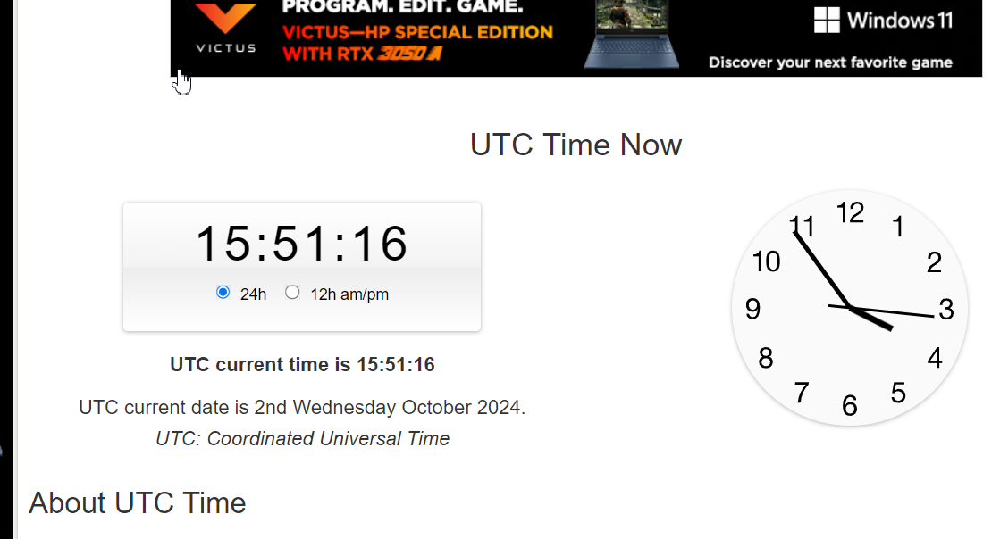 PROGRAM. EDIT. GAME.
VICTUS—HP SPECIAL EDITION
WITH RTX 3050 A
VICTUS
Windows 11
Discover your next favorite game
UTC Time Now
15:51:16
24h 12h am/pm
UTC current time is 15:51:16
UTC current date is 2nd Wednesday October 2024.
UTC: Coordinated Universal Time
12
1
2
3
4
5
6
7
8
9
10
11
About UTC Time